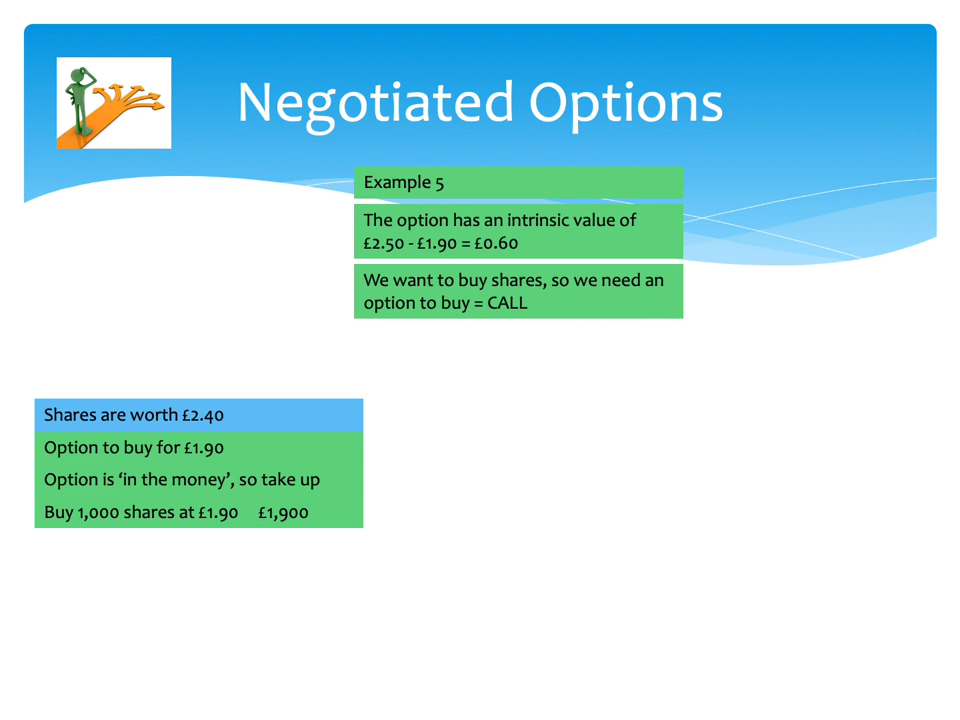 Negotiated Options
Example 5
The option has an intrinsic value of
£2.50 - £1.90 = £0.60
We want to buy shares, so we need an
option to buy = CALL
Shares are worth £2.40
Option to buy for £1.90
Option is ‘in the money’, so take up
Buy 1,000 shares at £1.90 £1,900